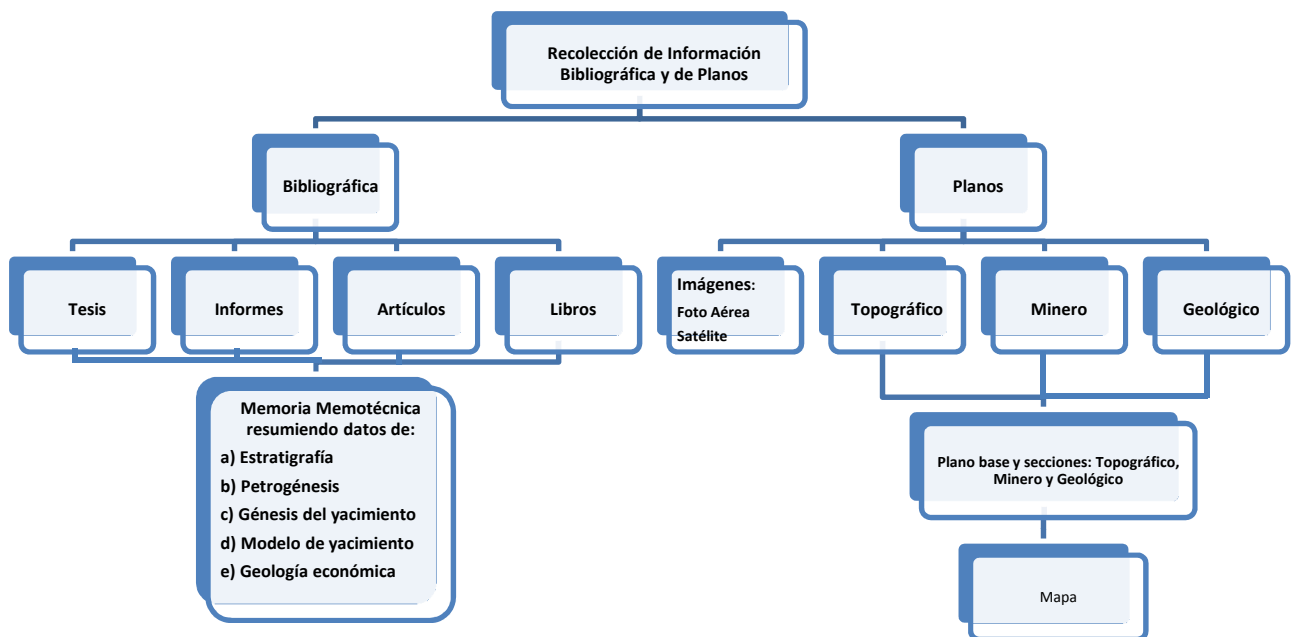 Recolección de Información
Bibliográfica y de Planos
Bibliográfica
Planos
Tesis
Informes
Artículos
Libros
Imágenes:
Foto Aérea
Satélite
Topográfico
Minero
Geológico
Memoria Memotécnica
resumiendo datos de:
a) Estratigrafía
b) Petrogénesis
c) Génesis del yacimiento
d) Modelo de yacimiento
e) Geología económica
Plano base y secciones: Topográfico,
Minero y Geológico
Mapa